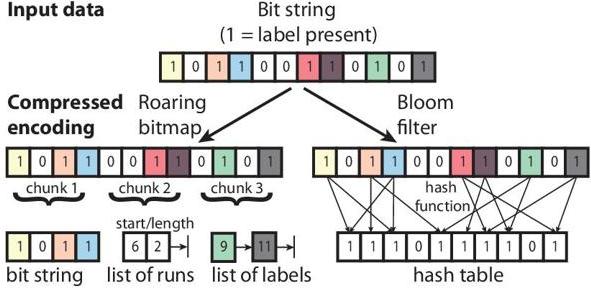 Input data
Bit string
(1 = label present)
1 0 1 1 0 0 1 1 0 1 0 1
Compressed encoding
Roaring bitmap
Bloom filter
1 0 1 1 0 0 1 1 0 1 0 1
1 0 1 1 0 0 1 1 0 1 0 1
chunk 1 chunk 2 chunk 3
hash
function
start/length
1 0 1 1
6 2
9 11
1 1 1 0 1 1 1 1 0 1
bit string
list of runs
list of labels
hash table